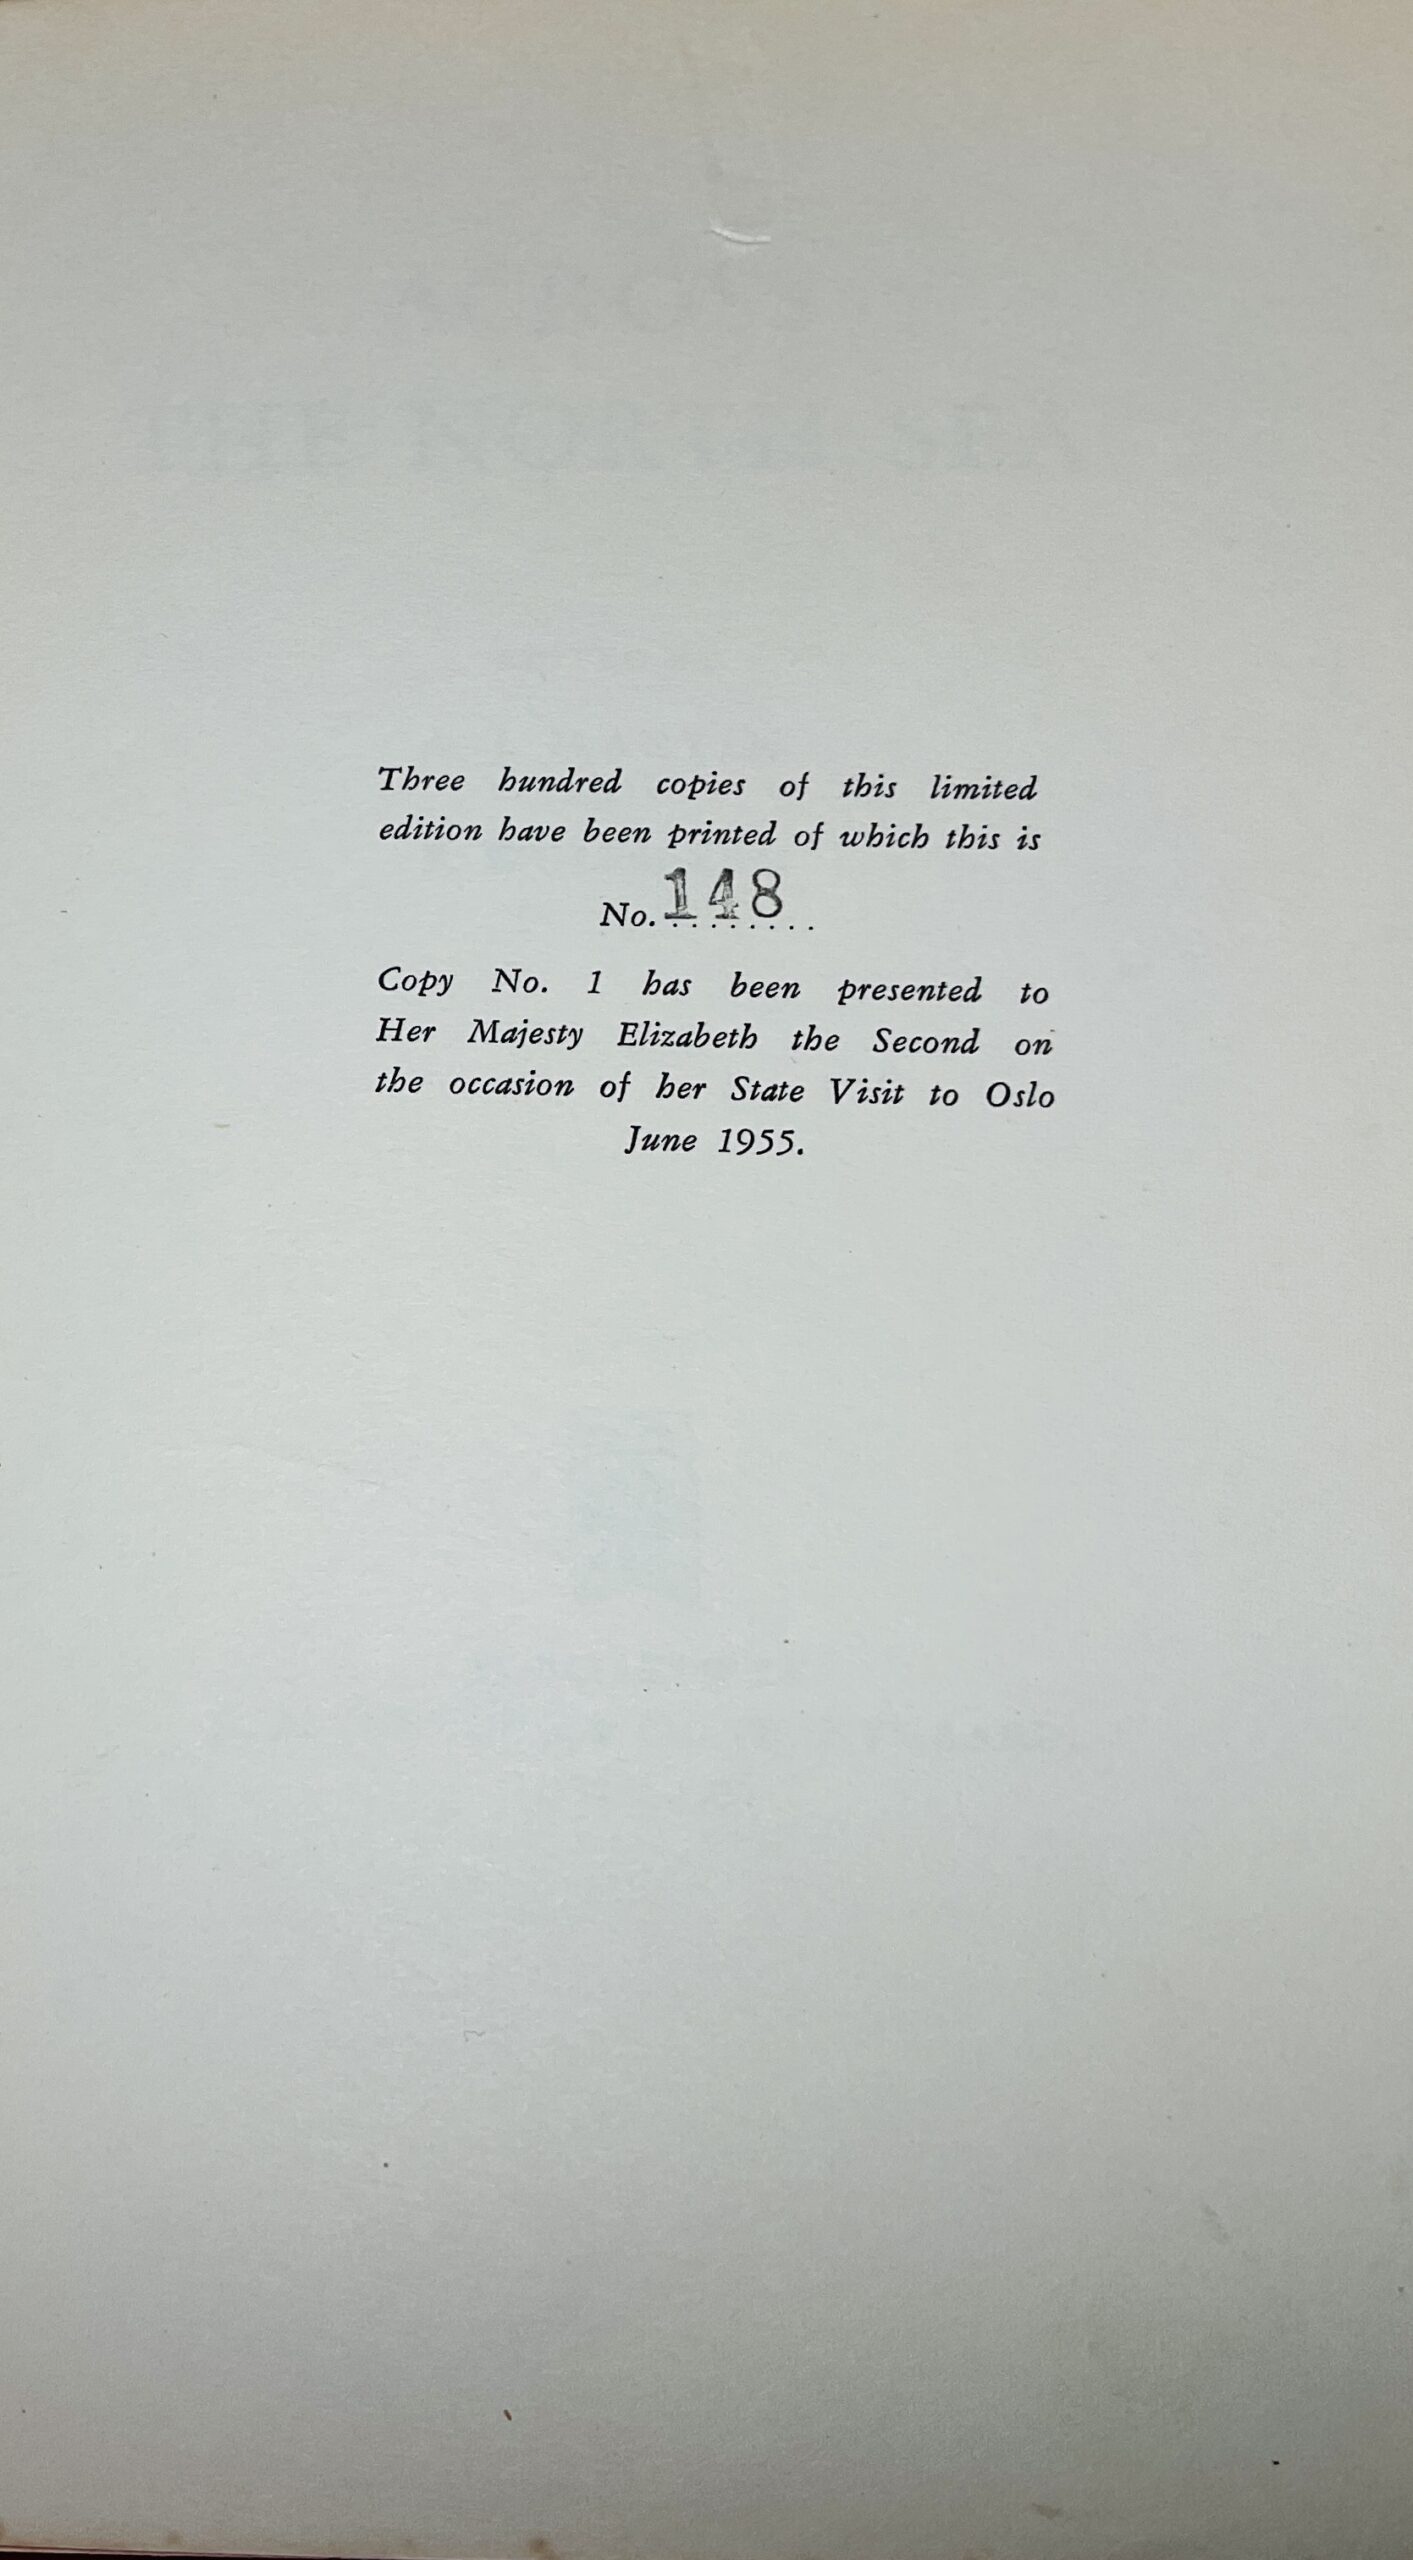 Three hundred copies of this limited
edition have been printed of which this is
No. 148 ........
Copy No. 1 has been presented to
Her Majesty Elizabeth the Second on
the occasion of her State Visit to Oslo
June 1955.